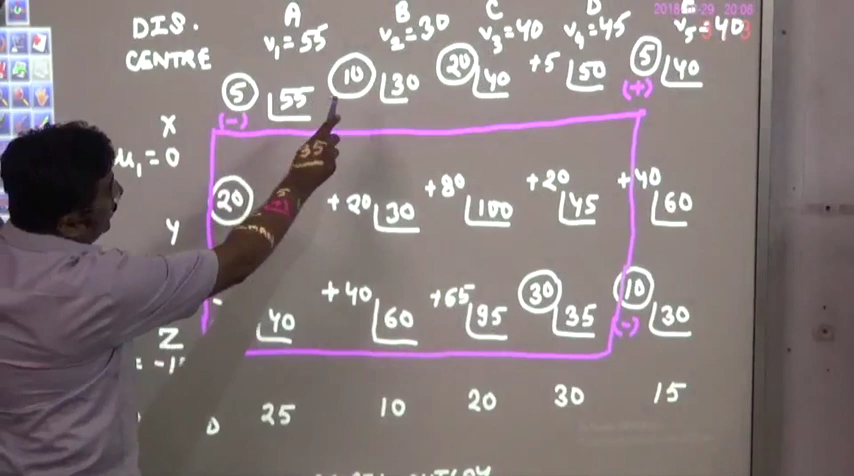 A B C D E
DIS. v₁=55 v₂=30 v₃=40 v₄=45 v₅=40
CENTRE
5 55 10 30 20 40 +5 50 5 40
(-) (+)
X
u₁=0
20 35 +20 30 +80 100 +20 45 +40 60
Y
40 +40 60 +65 95 30 35 10 30
(-)
Z
D 25 10 20 30 15